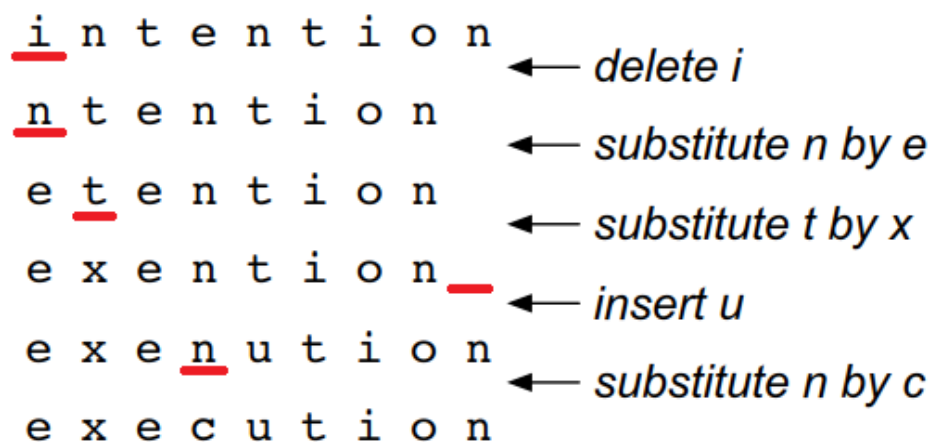 i n t e n t i o n
delete i
n t e n t i o n
substitute n by e
e t e n t i o n
substitute t by x
e x e n t i o n
insert u
e x e n u t i o n
substitute n by c
e x e c u t i o n